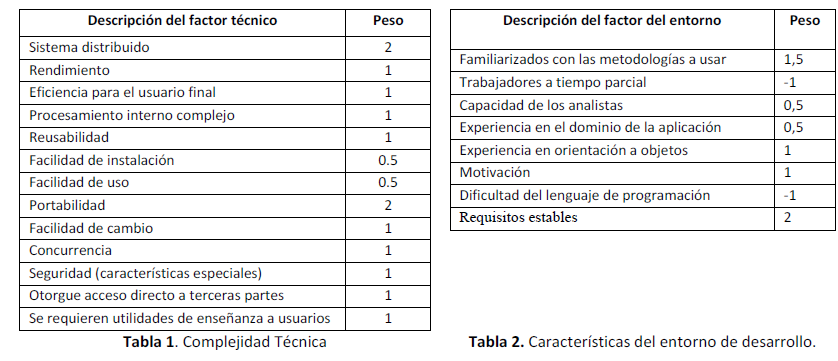 Descripción del factor técnico Peso
Sistema distribuido 2
Rendimiento 1
Eficiencia para el usuario final 1
Procesamiento interno complejo 1
Reusabilidad 1
Facilidad de instalación 0.5
Facilidad de uso 0.5
Portabilidad 2
Facilidad de cambio 1
Concurrencia 1
Seguridad (características especiales) 1
Otorgue acceso directo a terceras partes 1
Se requieren utilidades de enseñanza a usuarios 1
Tabla 1. Complejidad Técnica
Descripción del factor del entorno Peso
Familiarizados con las metodologías a usar 1,5
Trabajadores a tiempo parcial -1
Capacidad de los analistas 0,5
Experiencia en el dominio de la aplicación 0,5
Experiencia en orientación a objetos 1
Motivación 1
Dificultad del lenguaje de programación -1
Requisitos estables 2
Tabla 2. Características del entorno de desarrollo.